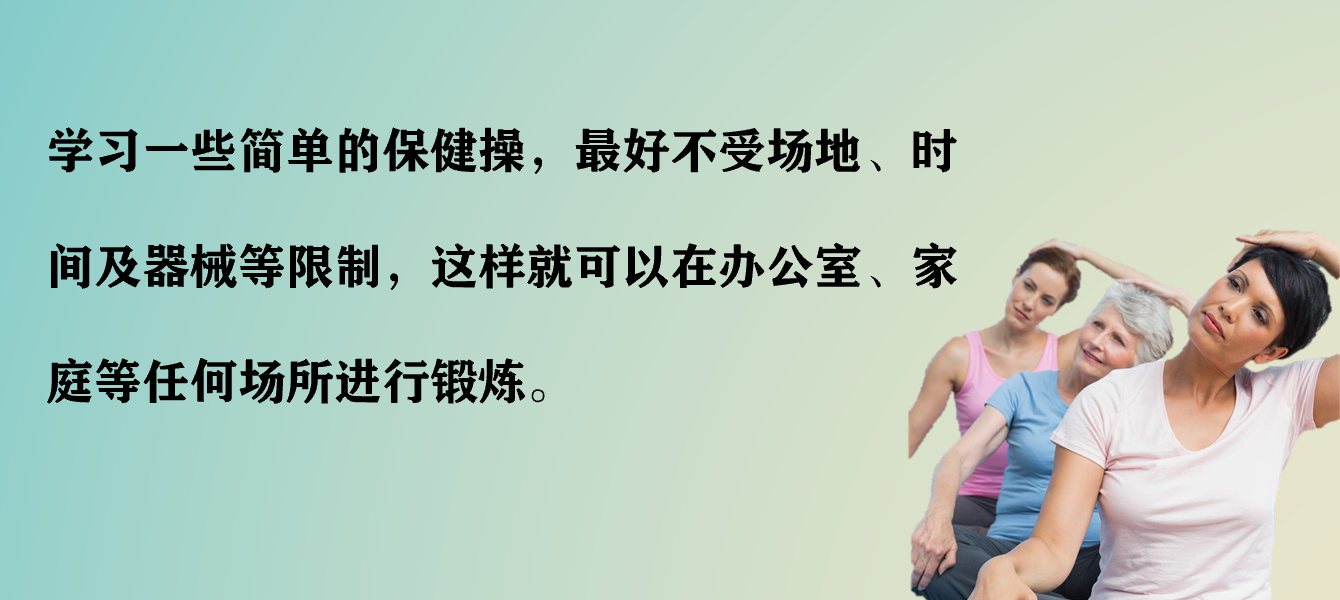 学习一些简单的保健操，最好不受场地、时
间及器械等限制，这样就可以在办公室、家
庭等任何场所进行锻炼。